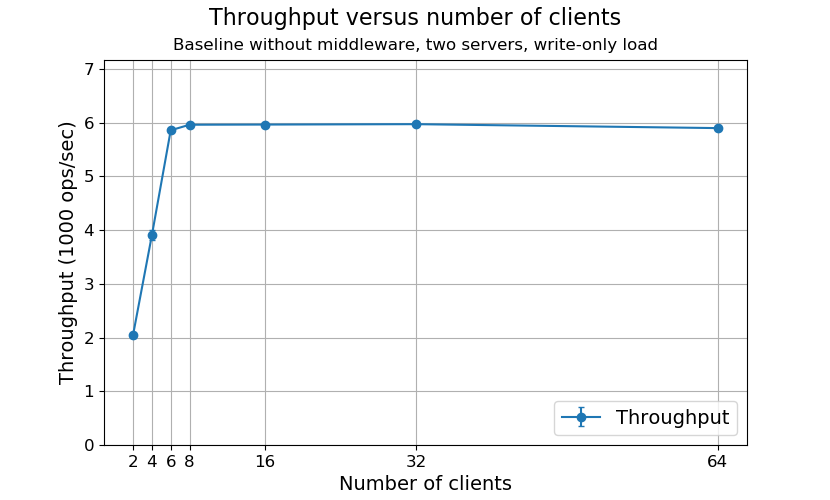 Throughput versus number of clients
Baseline without middleware, two servers, write-only load
Throughput (1000 ops/sec)
7
6
5
4
3
2
1
0
Throughput
2 4 6 8 16 32 64
Number of clients